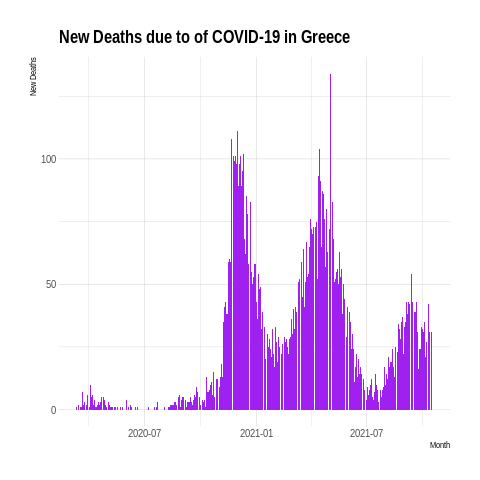 New Deaths due to of COVID-19 in Greece
New Deaths
100
50
0
2020-07 2021-01 2021-07
Month